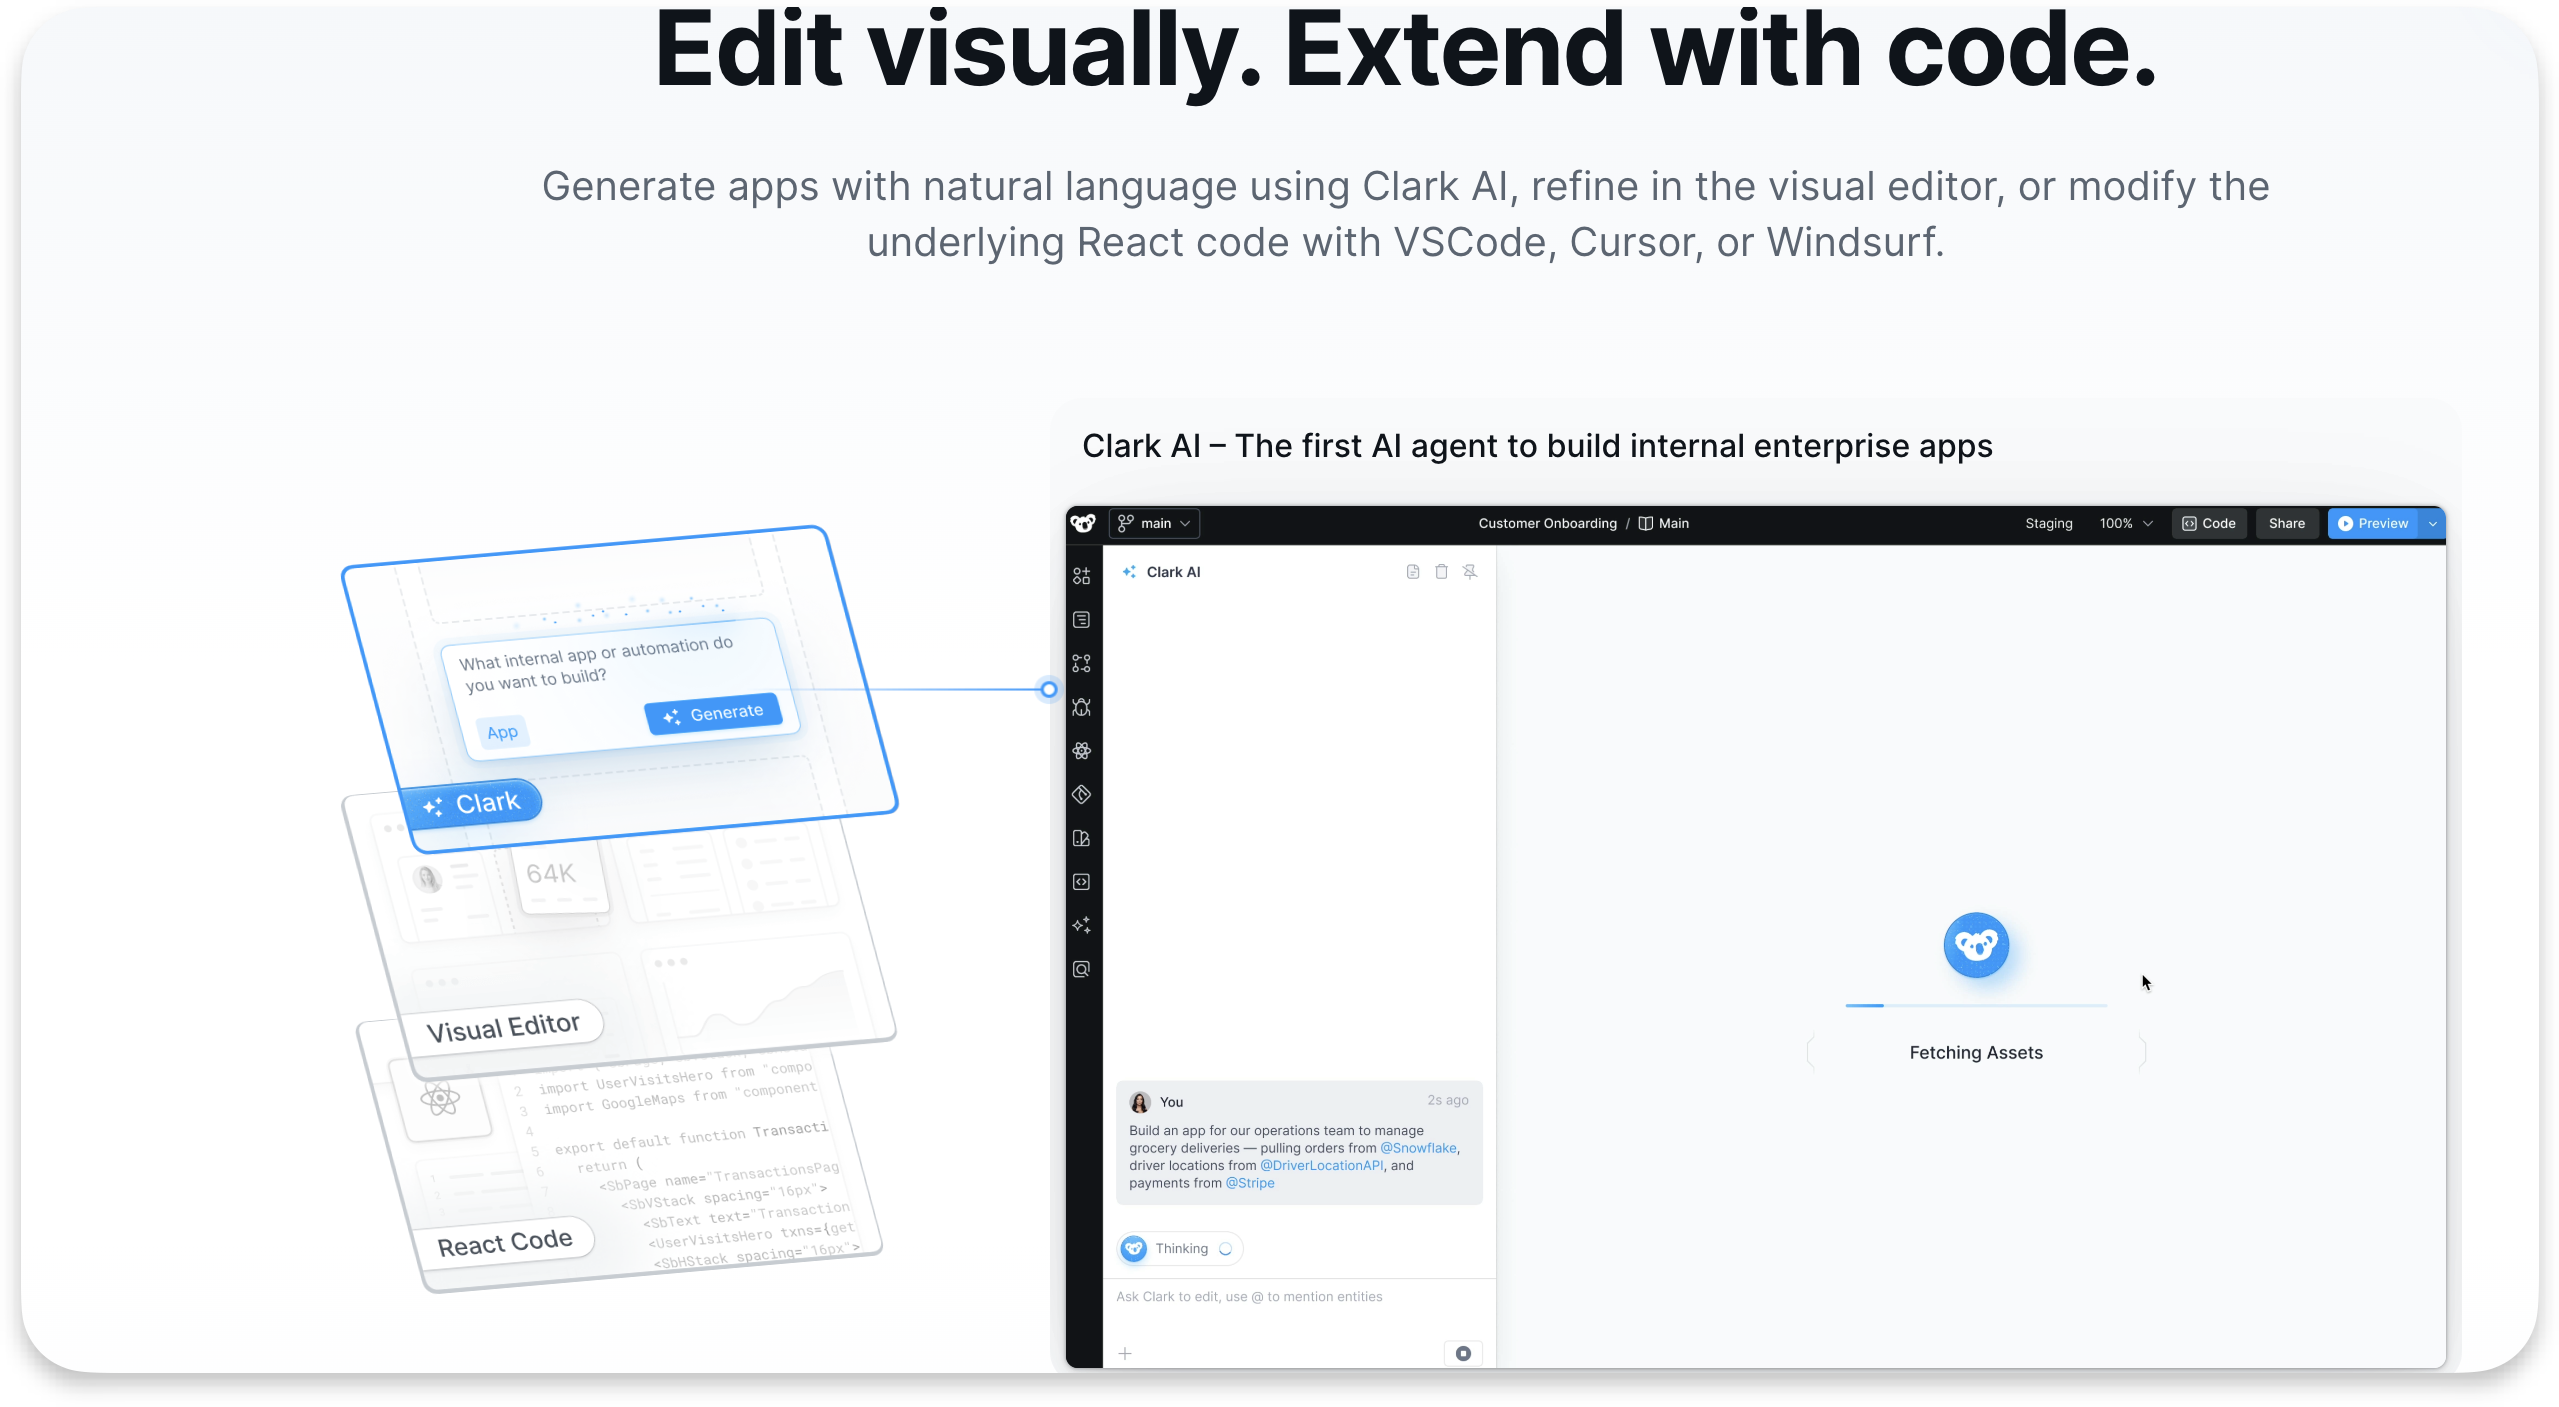 Edit visually. Extend with code.
Generate apps with natural language using Clark AI, refine in the visual editor, or modify the
underlying React code with VSCode, Cursor, or Windsurf.
What internal app or automation do
you want to build?
App
Generate
Clark
64K
Visual Editor
2 import UserVisitsHero from "compo
3 import GoogleMaps from "component
4
5 export default function Transacti
6 return (
7 <SbPage name="TransactionsPag
<SbVStack spacing="16px">
<SbText text="Transaction
<UserVisitsHero txns={get
<SbHStack spacing="16px">
1
2
React Code
Clark AI – The first AI agent to build internal enterprise apps
main
Customer Onboarding / Main
Staging
100%
Code
Share
Preview
Clark AI
You
2s ago
Build an app for our operations team to manage
grocery deliveries — pulling orders from @Snowflake,
driver locations from @DriverLocationAPI, and
payments from @Stripe
Thinking
Ask Clark to edit, use @ to mention entities
Fetching Assets